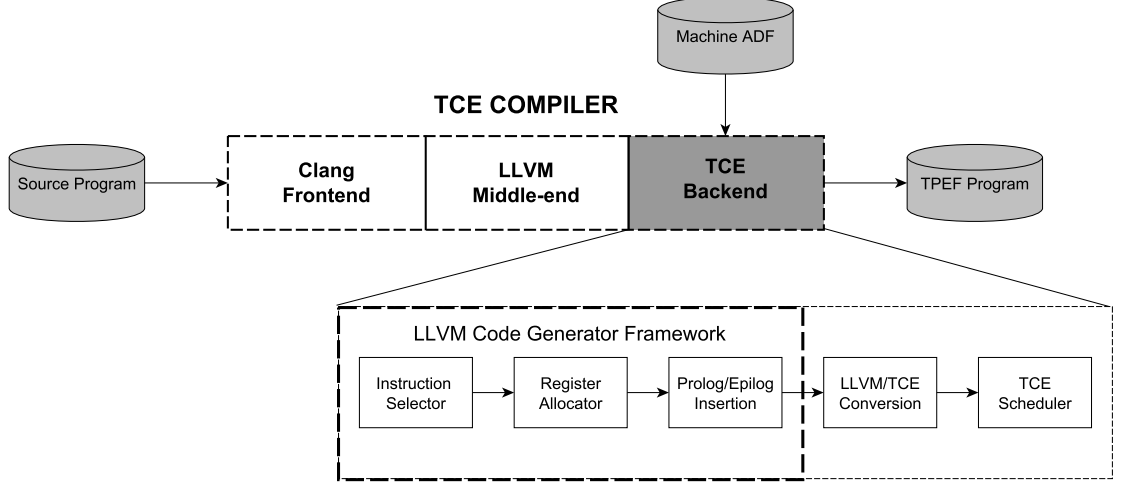 Machine ADF
TCE COMPILER
Source Program
Clang
Frontend
LLVM
Middle-end
TCE
Backend
TPEF Program
LLVM Code Generator Framework
Instruction
Selector
Register
Allocator
Prolog/Epilog
Insertion
LLVM/TCE
Conversion
TCE
Scheduler